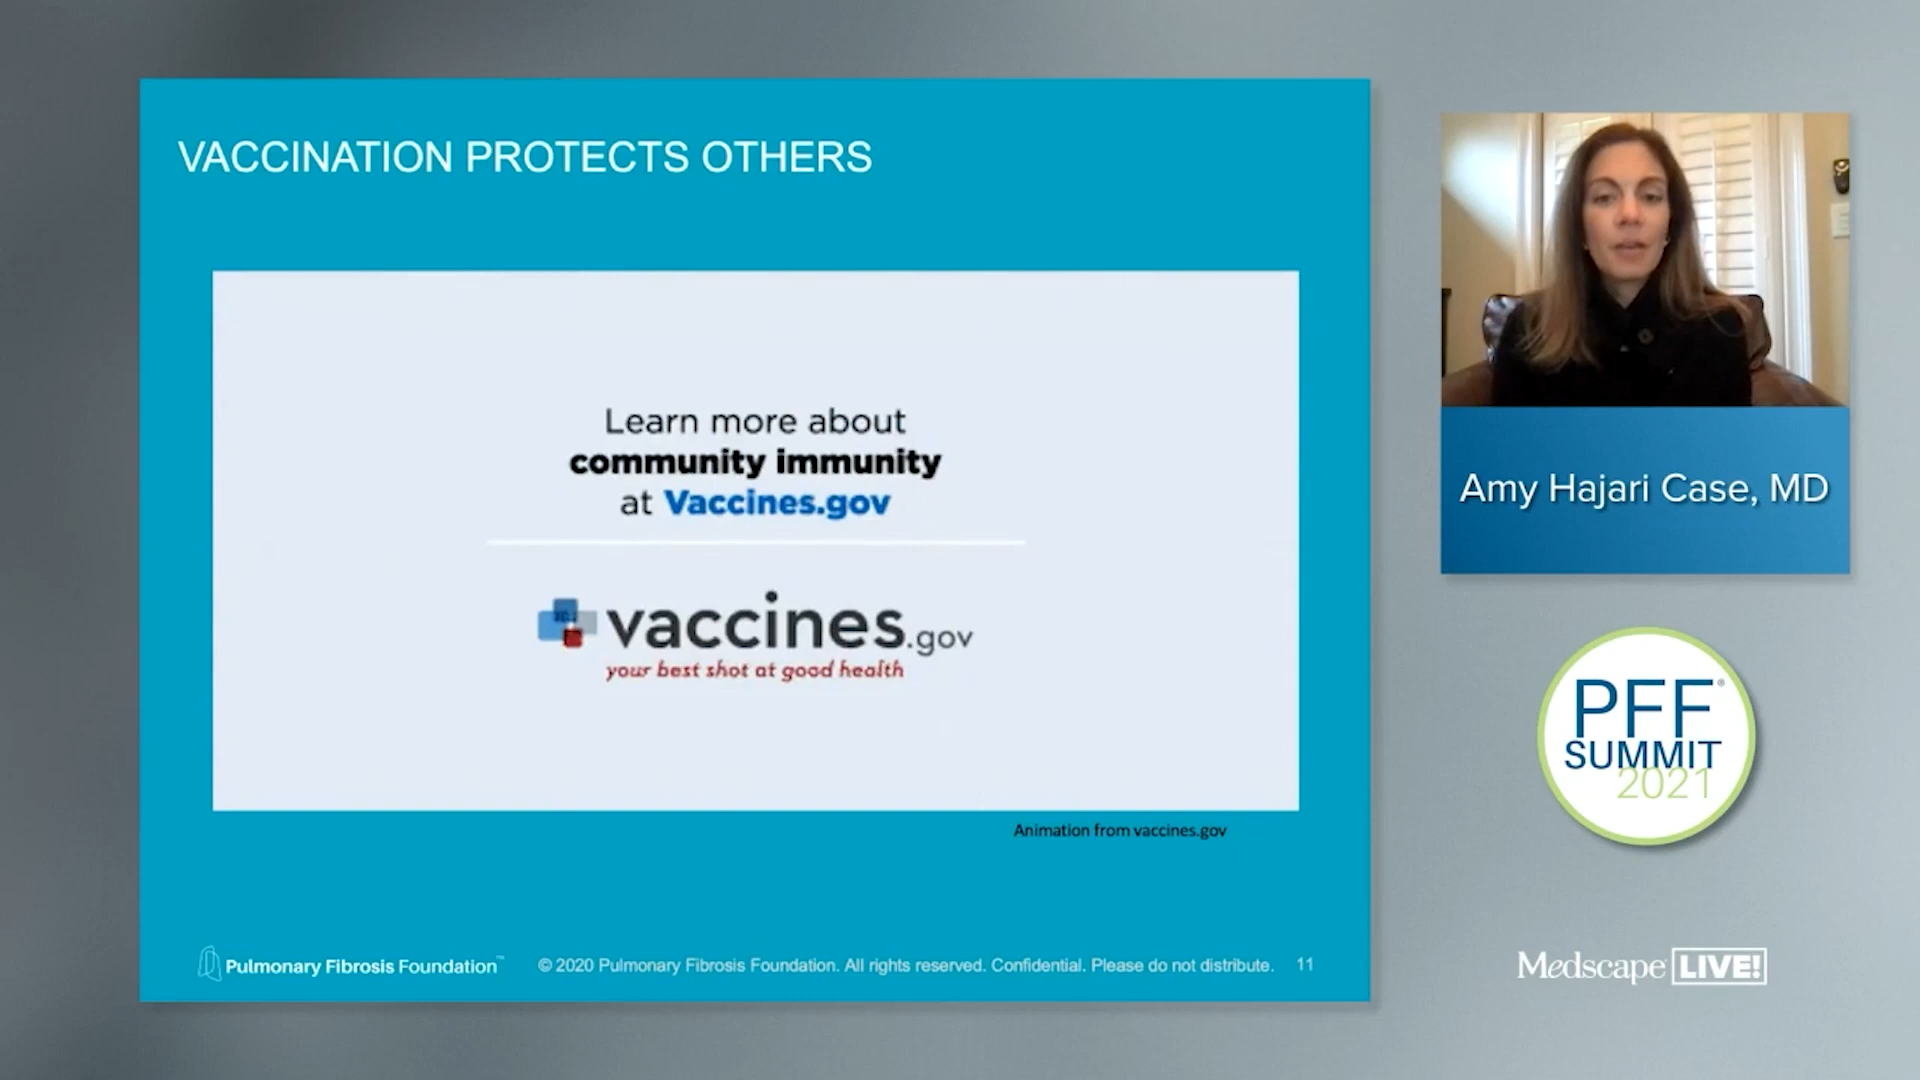 VACCINATION PROTECTS OTHERS
Learn more about
community immunity
at Vaccines.gov
vaccines.gov
your best shot at good health
Animation from vaccines.gov
Pulmonary Fibrosis Foundation™
© 2020 Pulmonary Fibrosis Foundation. All rights reserved. Confidential. Please do not distribute.
11
Amy Hajari Case, MD
PFF®
SUMMIT
2021
Medscape LIVE!